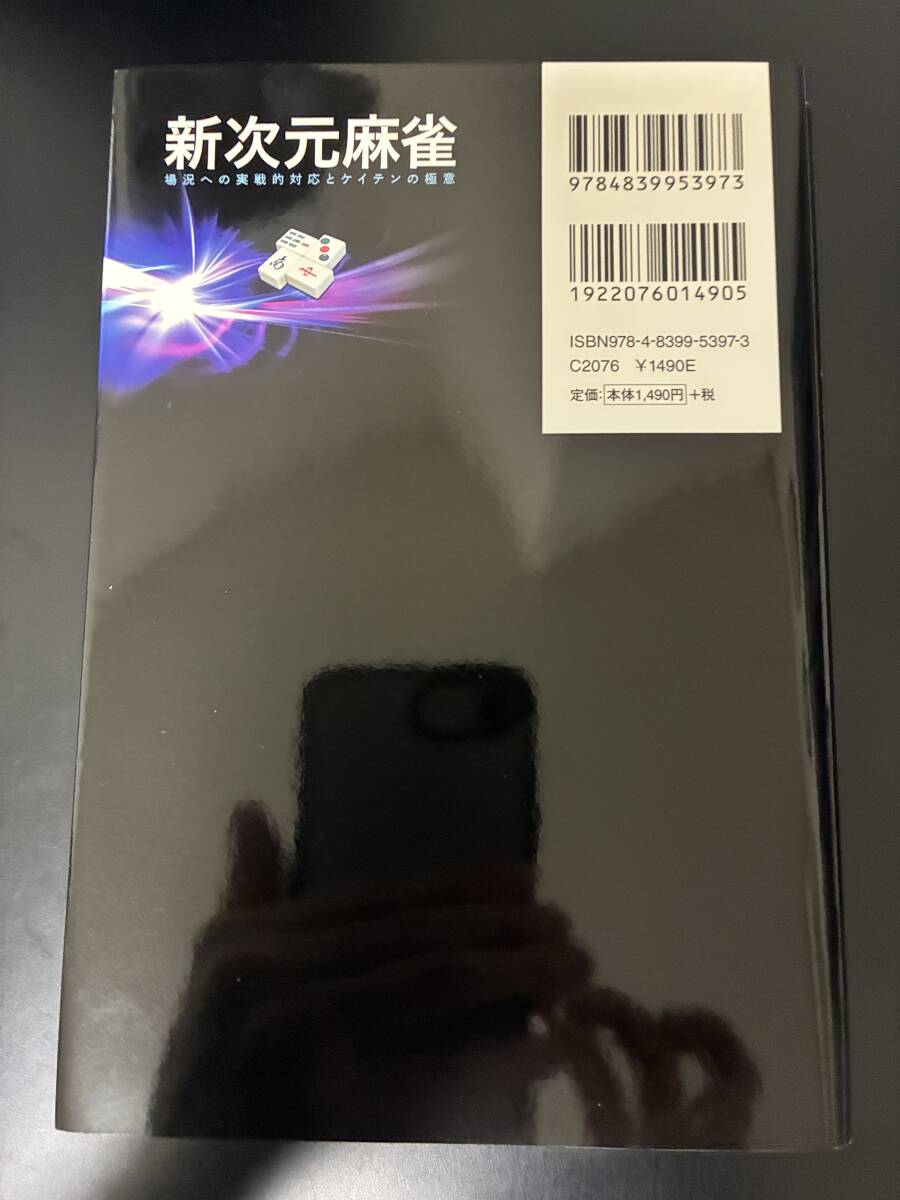 新次元麻雀
場況への実戦的対応とケイテンの極意
南
中
9784839953973
1922076014905
ISBN978-4-8399-5397-3
C2076 ¥1490E
定価：本体1,490円+税